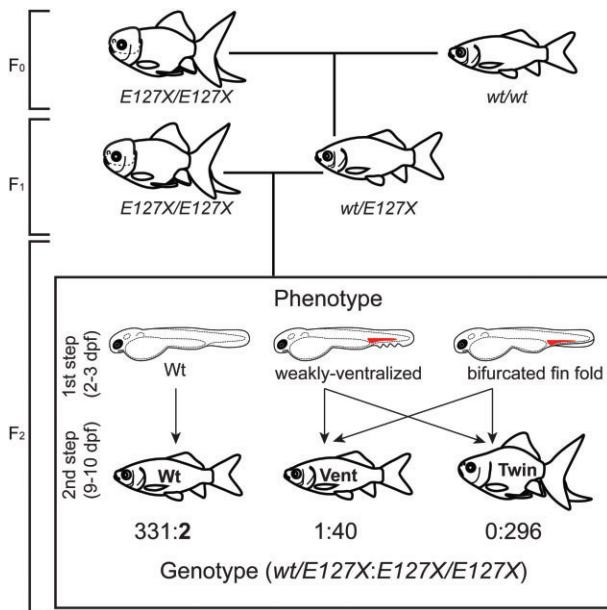 F₀
E127X/E127X
wt/wt
F₁
E127X/E127X
wt/E127X
F₂
Phenotype
1st step
(2-3 dpf)
Wt
weakly-ventralized
bifurcated fin fold
2nd step
(9-10 dpf)
Wt
Vent
Twin
331:2
1:40
0:296
Genotype (wt/E127X:E127X/E127X)